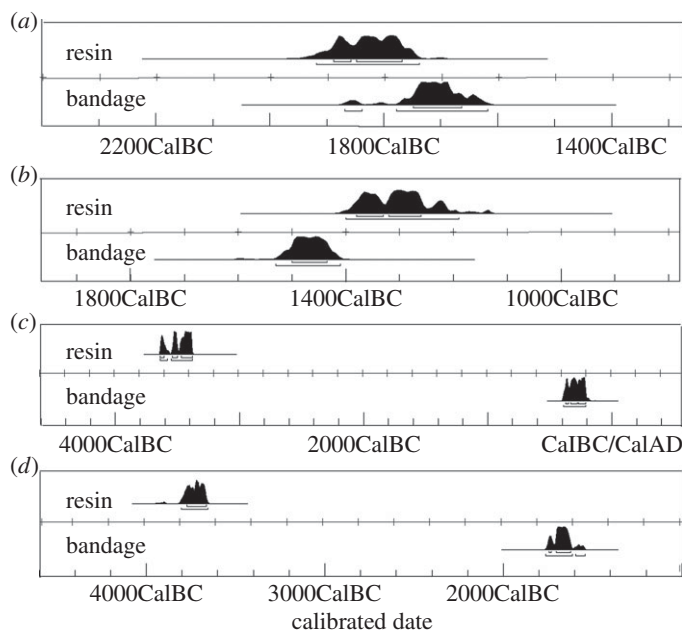 (a)
resin
bandage
2200CalBC 1800CalBC 1400CalBC
(b)
resin
bandage
1800CalBC 1400CalBC 1000CalBC
(c)
resin
bandage
4000CalBC 2000CalBC CalBC/CalAD
(d)
resin
bandage
4000CalBC 3000CalBC 2000CalBC
calibrated date